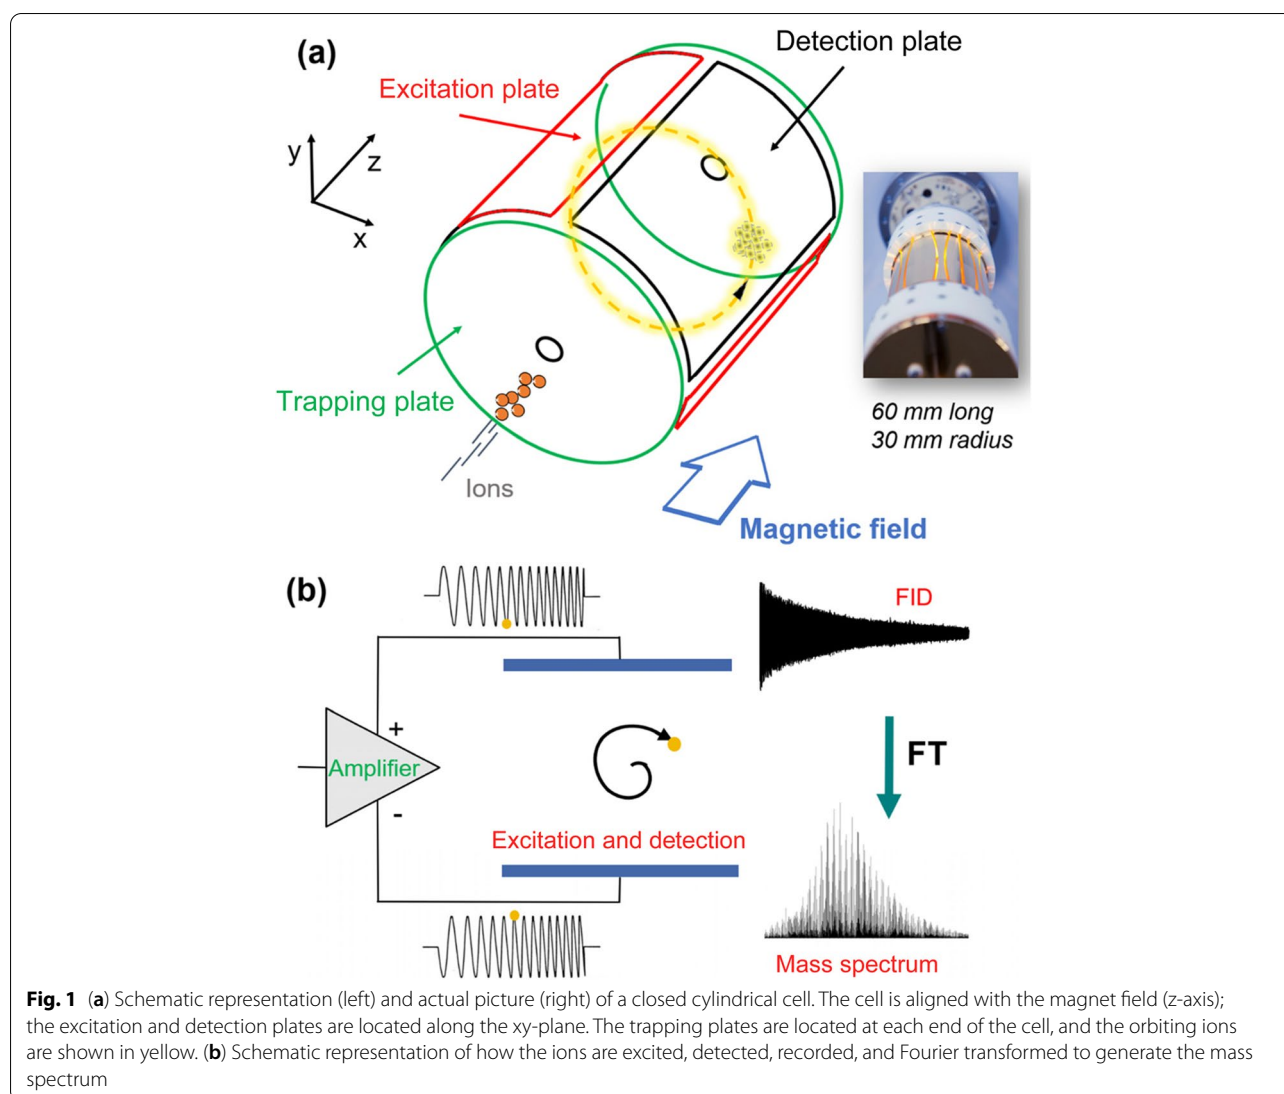 (a)
Detection plate
Excitation plate
y
z
x
Trapping plate
Ions
60 mm long
30 mm radius
Magnetic field
(b)
FID
+
Amplifier
-
FT
Excitation and detection
Mass spectrum
Fig. 1 (a) Schematic representation (left) and actual picture (right) of a closed cylindrical cell. The cell is aligned with the magnet field (z-axis);
the excitation and detection plates are located along the xy-plane. The trapping plates are located at each end of the cell, and the orbiting ions
are shown in yellow. (b) Schematic representation of how the ions are excited, detected, recorded, and Fourier transformed to generate the mass
spectrum